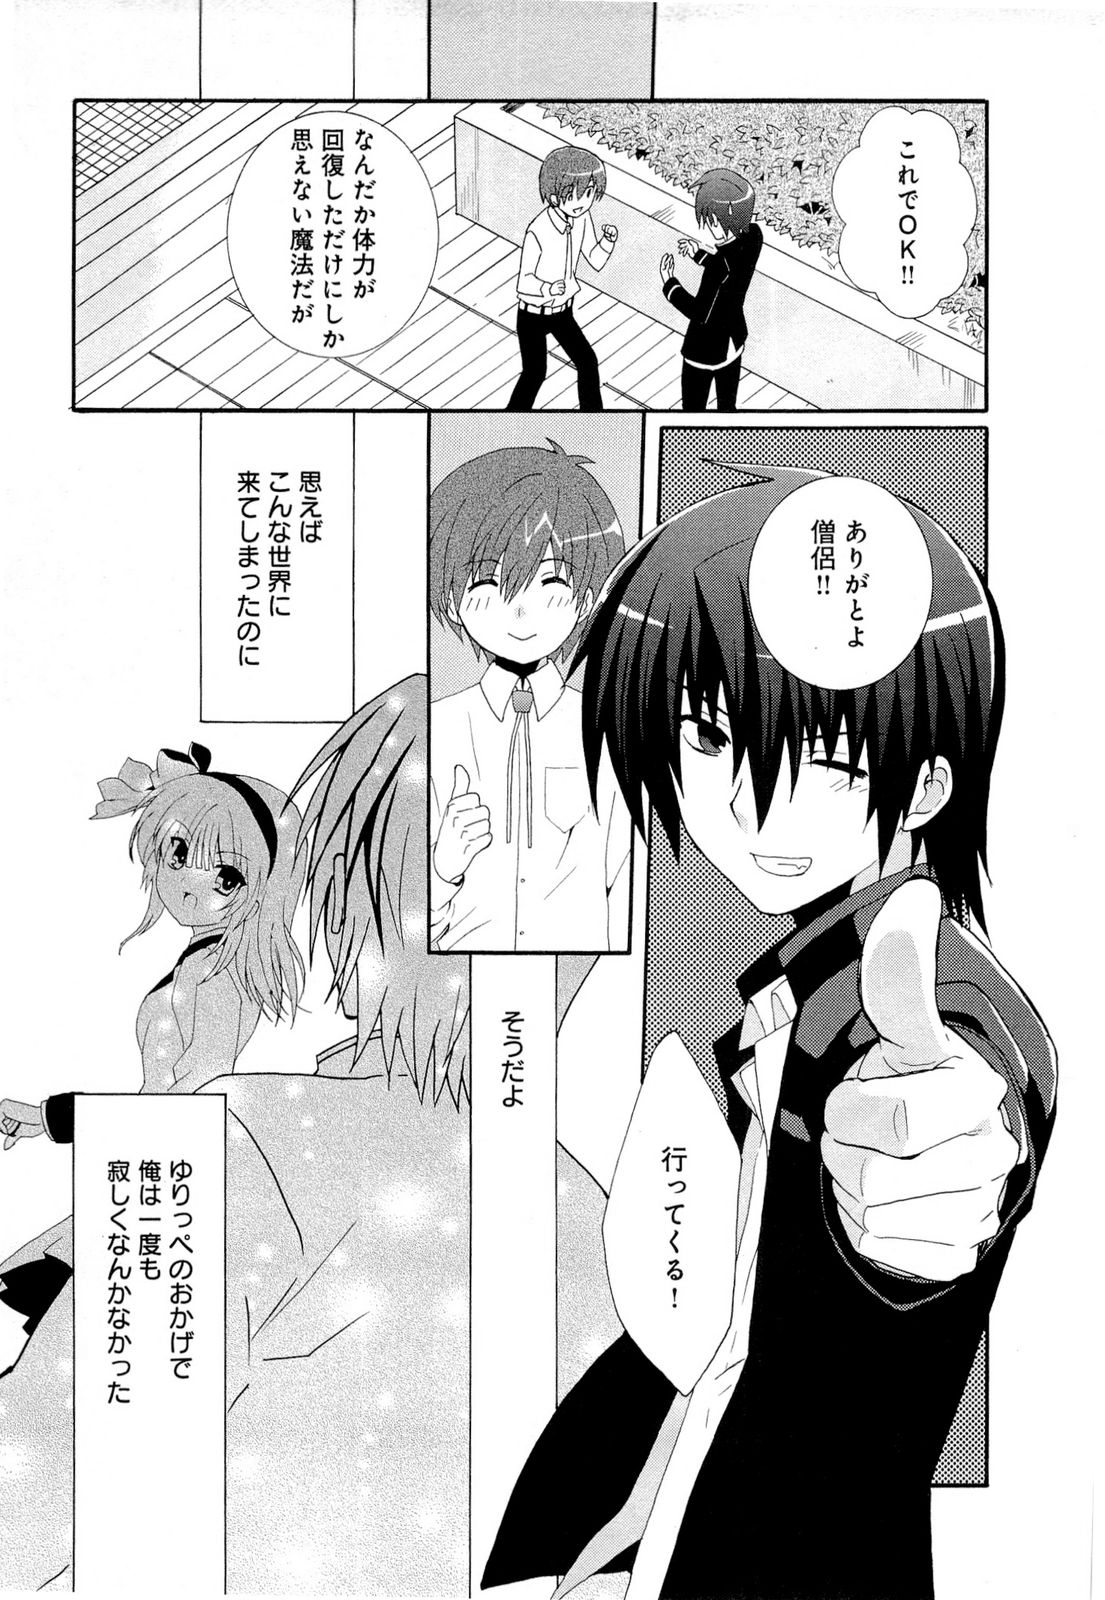 これでOK!!
なんだか体力が
回復しただけにしか
思えない魔法だが
ありがとよ
僧侶!!
行ってくる!
思えば
こんな世界に
来てしまったのに
そうだよ
ゆりっぺのおかげで
俺は一度も
寂しくなんかなかった